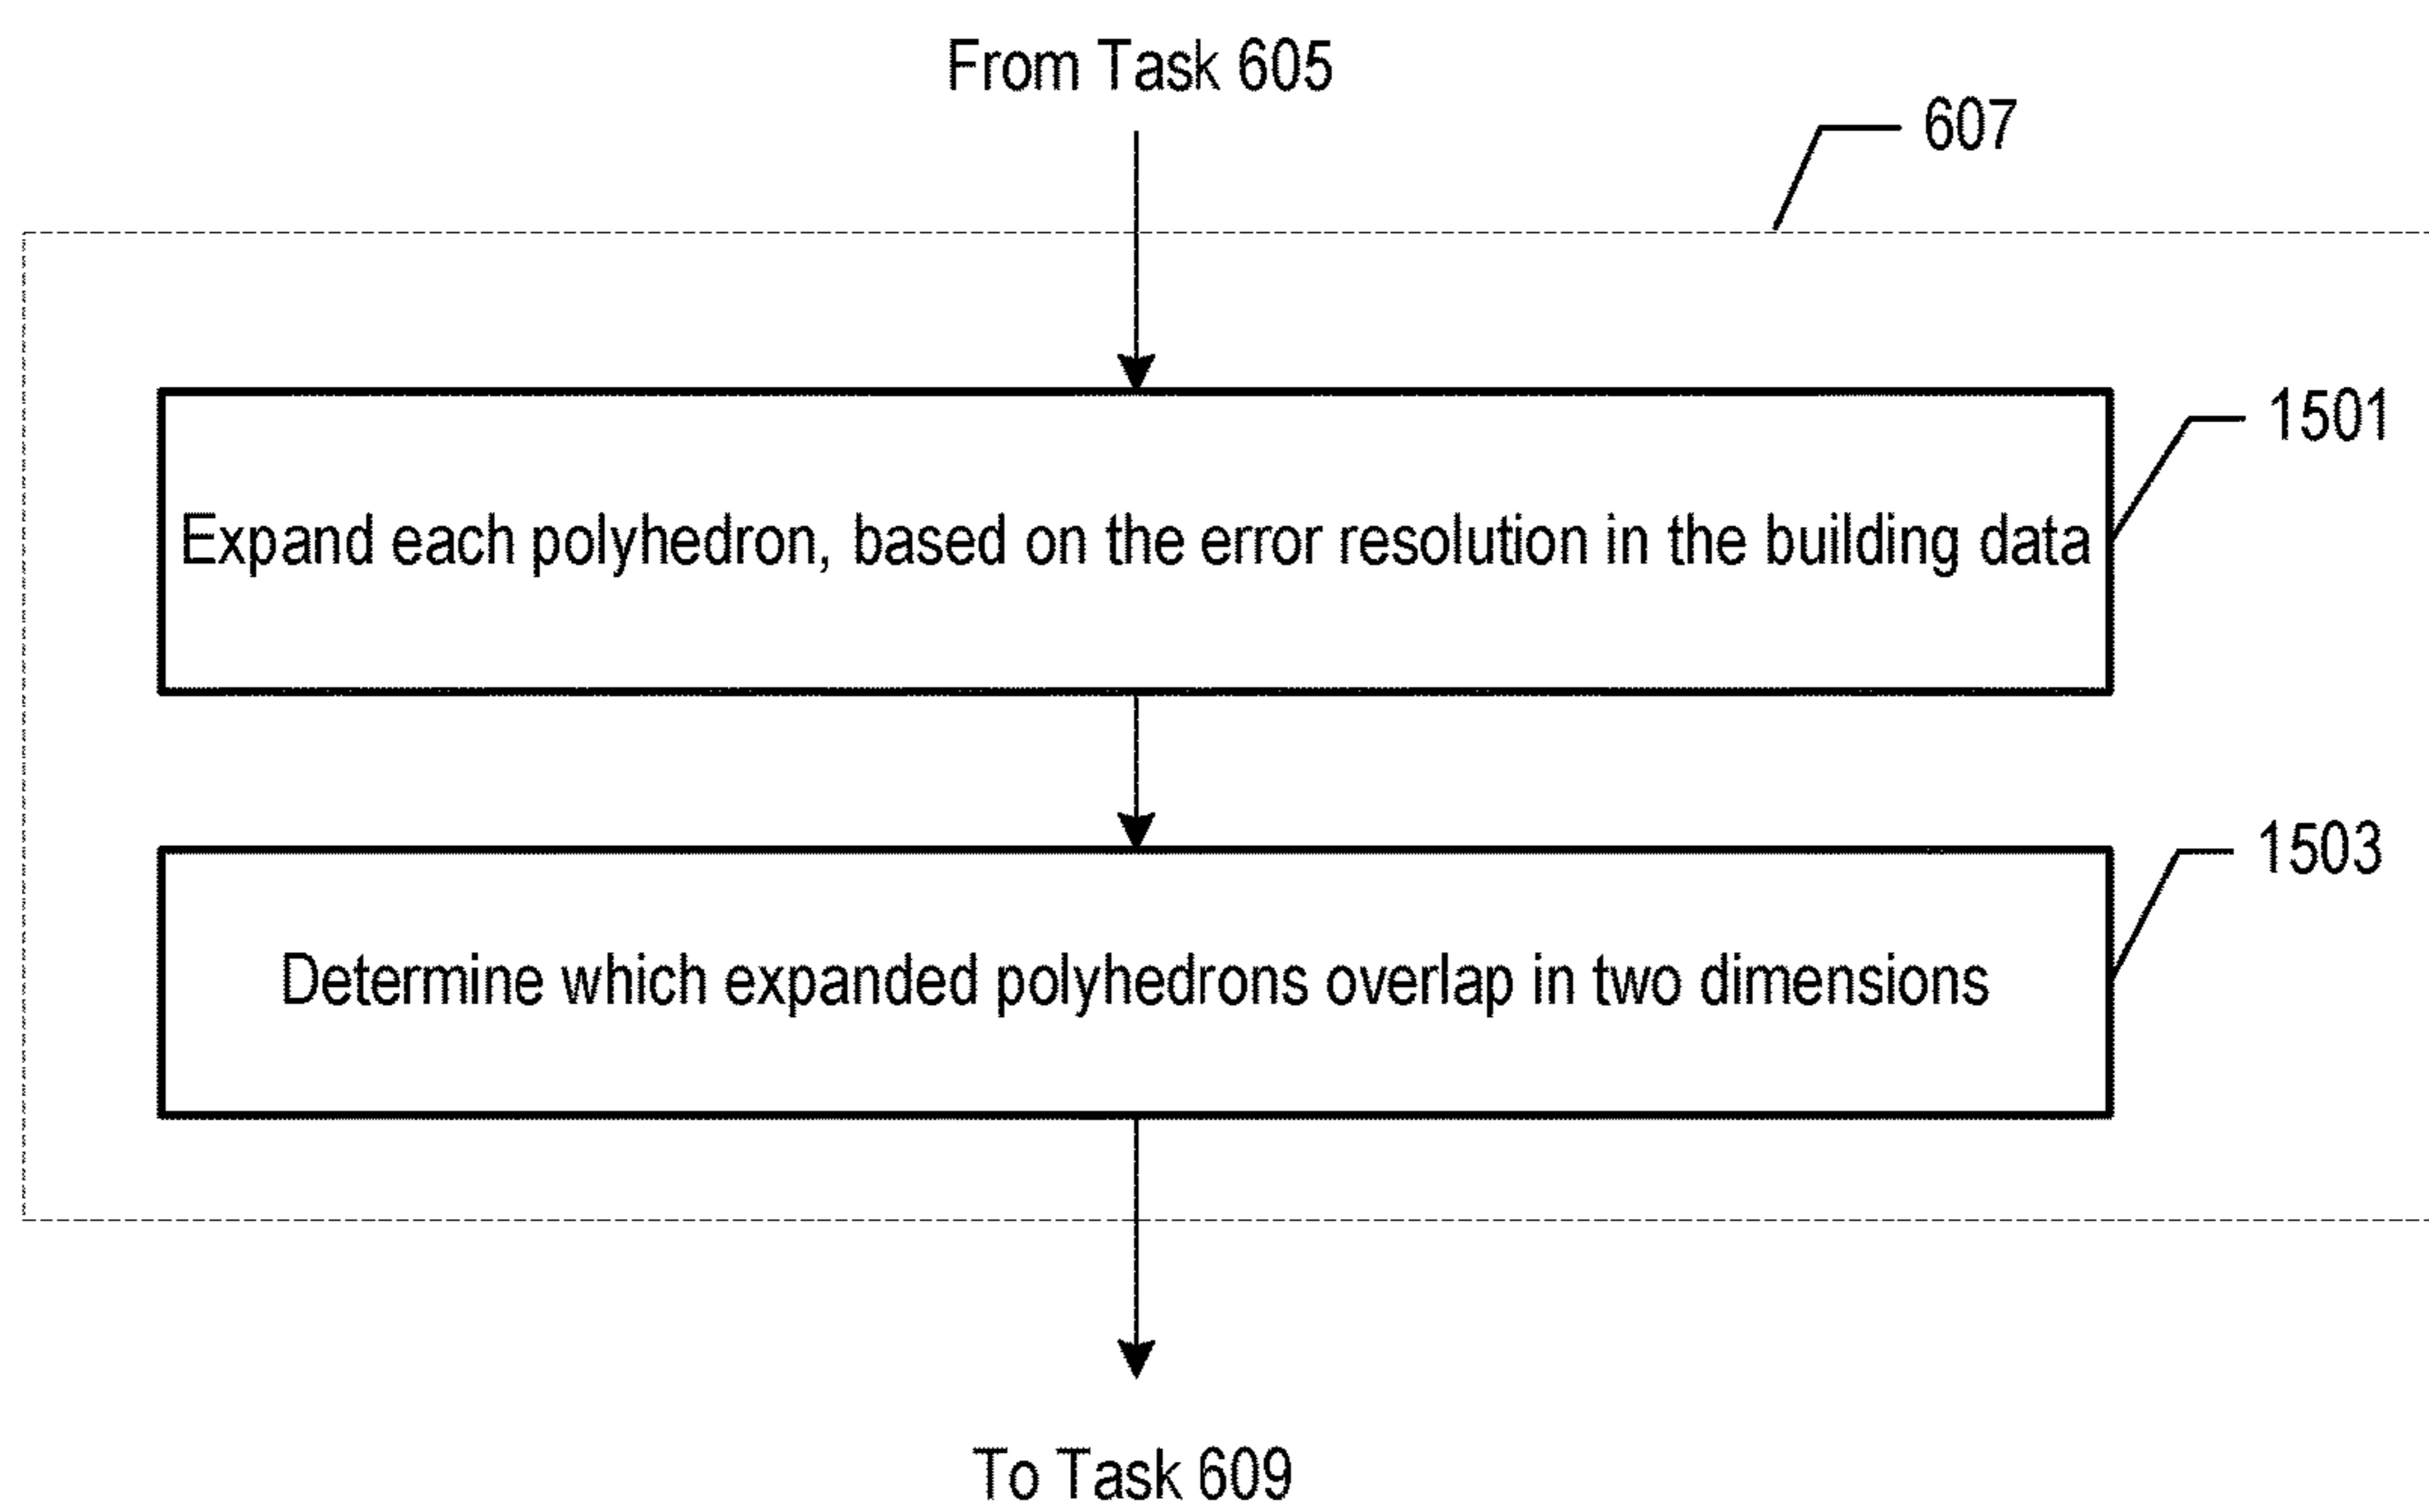 From Task 605
607
1501
Expand each polyhedron, based on the error resolution in the building data
1503
Determine which expanded polyhedrons overlap in two dimensions
To Task 609